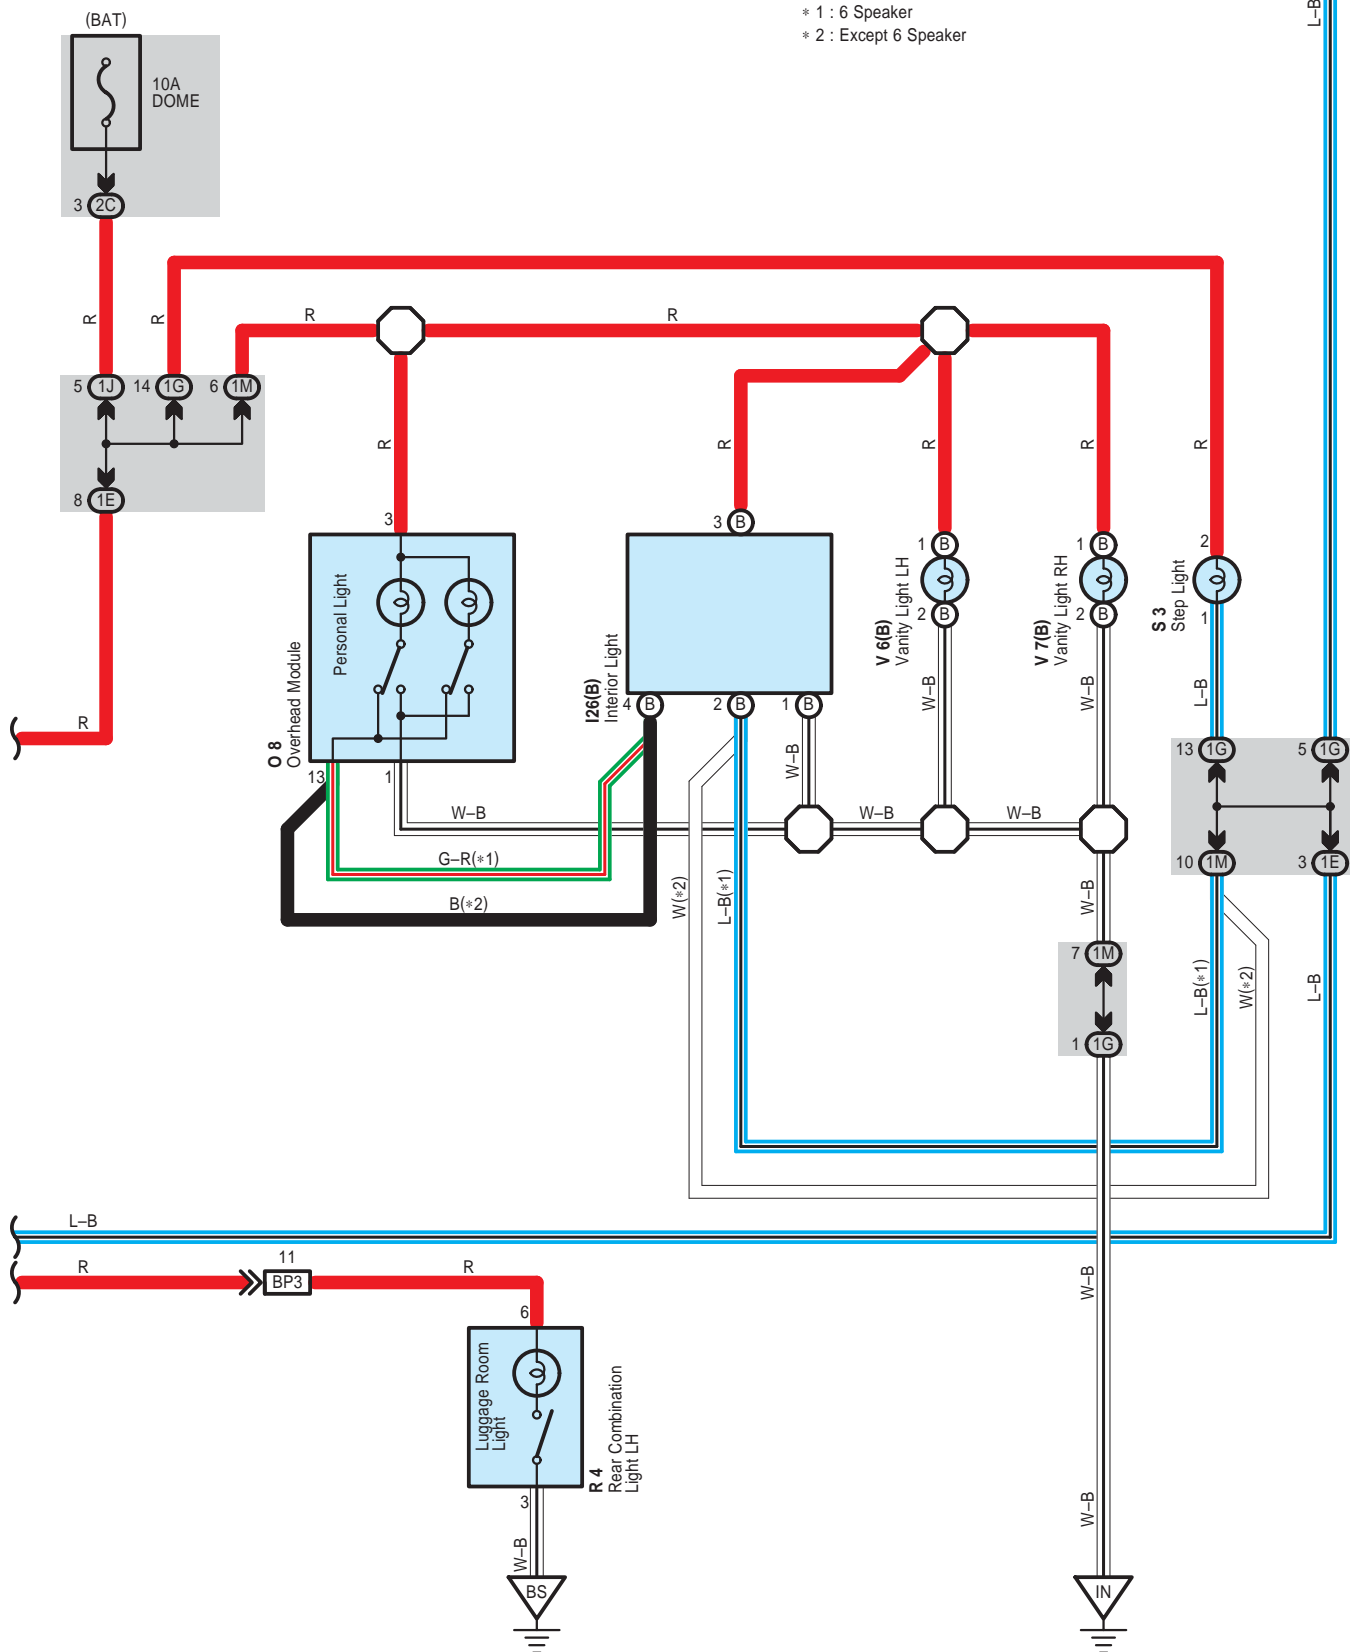 ∗ 1 : 6 Speaker
∗ 2 : Except 6 Speaker
L–B
(BAT)
10A
DOME
3 2C
R
R
R
R
5 1J
14 1G
6 1M
8 1E
R
R
R
R
R
R
3
Personal Light
O 8
Overhead Module
13
1
3 B
I26(B)
Interior Light
4 B
2 B
1 B
1 B
2 B
V 6(B)
Vanity Light LH
1 B
2 B
V 7(B)
Vanity Light RH
2
1
S 3
Step Light
W–B
W–B
W–B
L–B
13 1G
5 1G
W–B
W–B
W–B
G–R(∗1)
B(∗2)
W(∗2)
L–B(∗1)
W–B
10 1M
3 1E
7 1M
1 1G
L–B(∗1)
W(∗2)
L–B
L–B
R
11
BP3
R
6
Luggage Room
Light
R 4
Rear Combination
Light LH
3
W–B
BS
W–B
W–B
IN